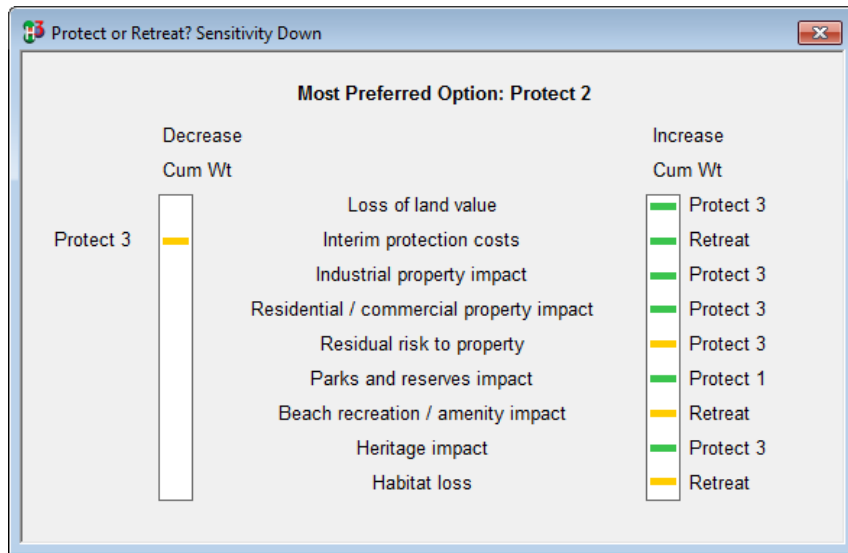 Protect or Retreat? Sensitivity Down
Most Preferred Option: Protect 2
Decrease Increase
Cum Wt Cum Wt
Loss of land value Protect 3
Protect 3 Interim protection costs Retreat
Industrial property impact Protect 3
Residential / commercial property impact Protect 3
Residual risk to property Protect 3
Parks and reserves impact Protect 1
Beach recreation / amenity impact Retreat
Heritage impact Protect 3
Habitat loss Retreat